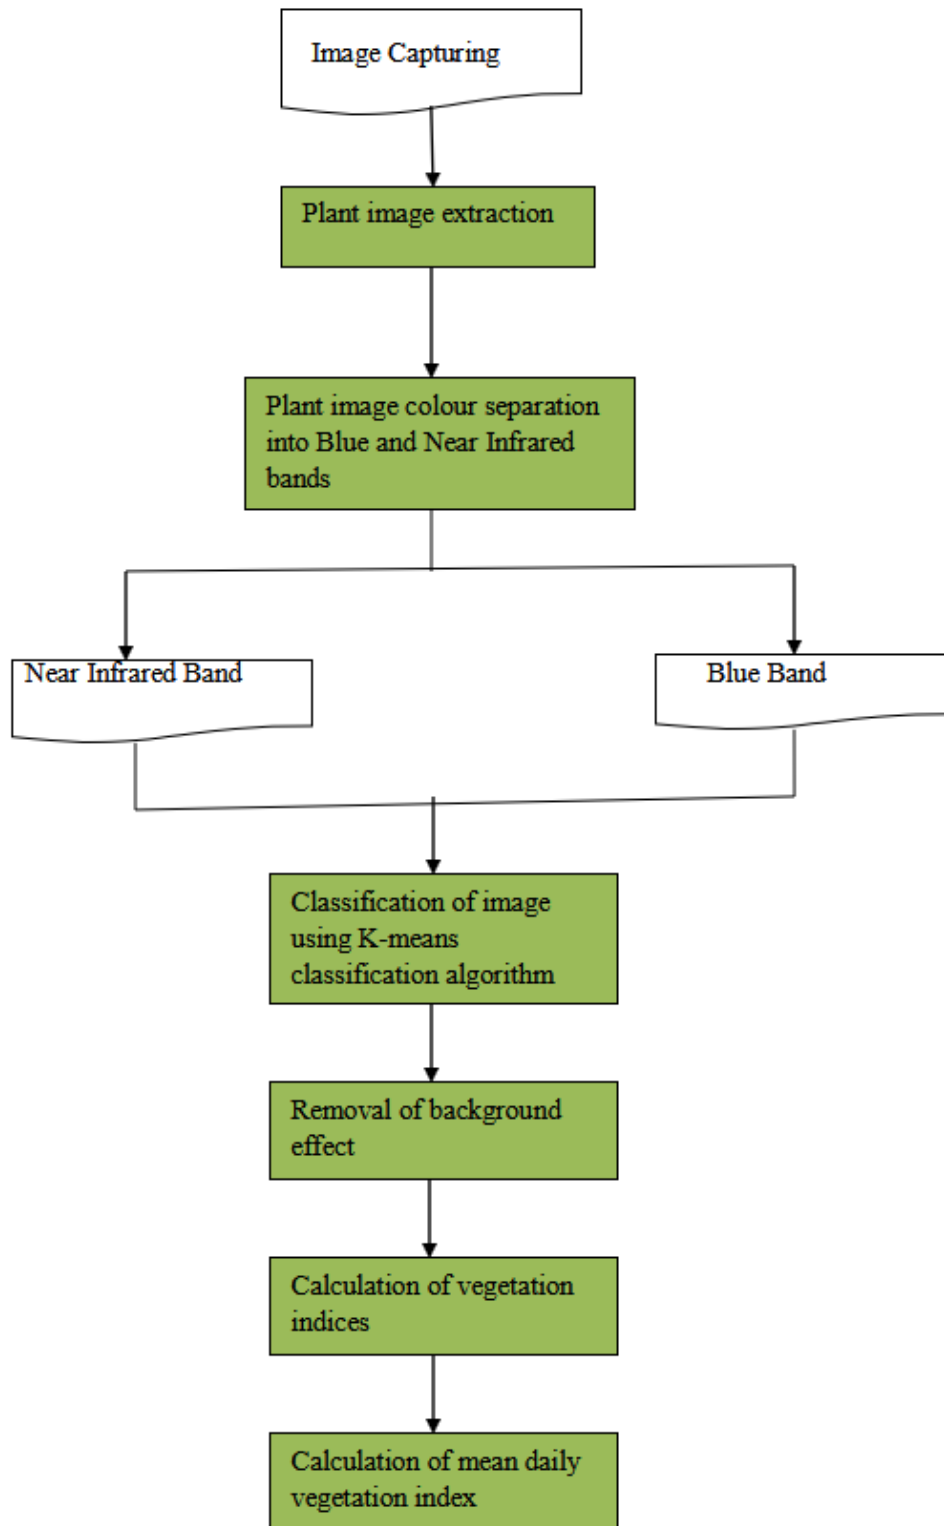 Image Capturing
Plant image extraction
Plant image colour separation
into Blue and Near Infrared
bands
Near Infrared Band
Blue Band
Classification of image
using K-means
classification algorithm
Removal of background
effect
Calculation of vegetation
indices
Calculation of mean daily
vegetation index